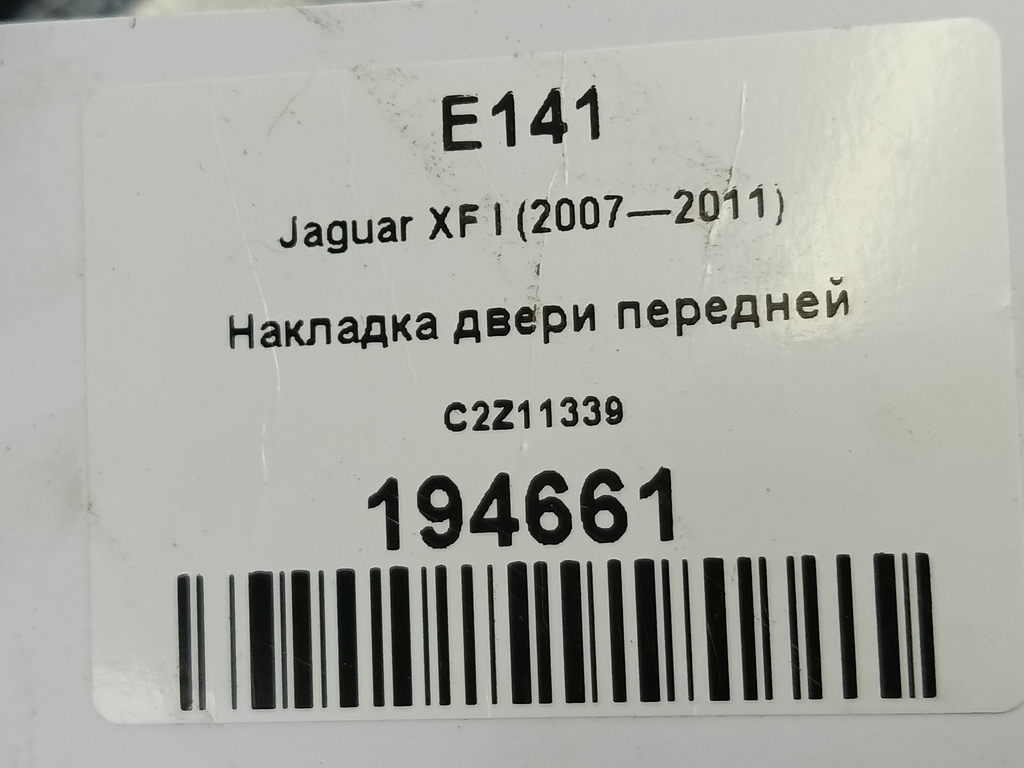 E141
Jaguar XF I (2007—2011)
Накладка двери передней
C2Z11339
194661